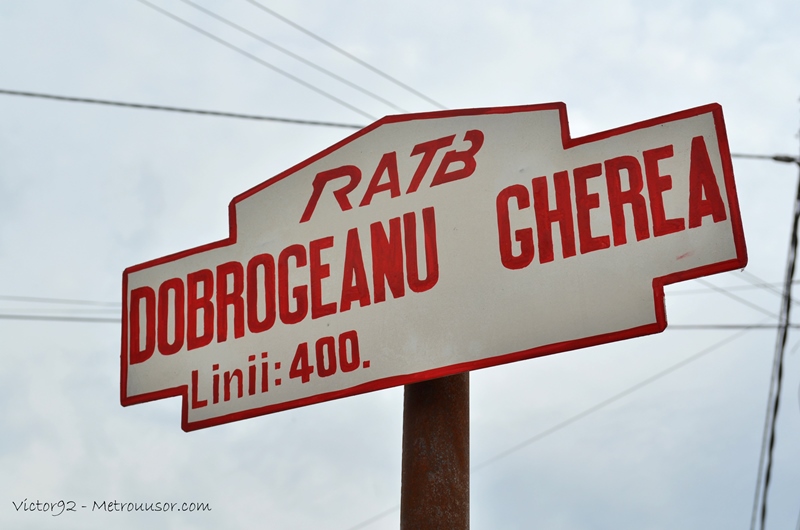 RATB
DOBROGEANU GHEREA
Linii: 400.
Victor92 - Metrouusor.com